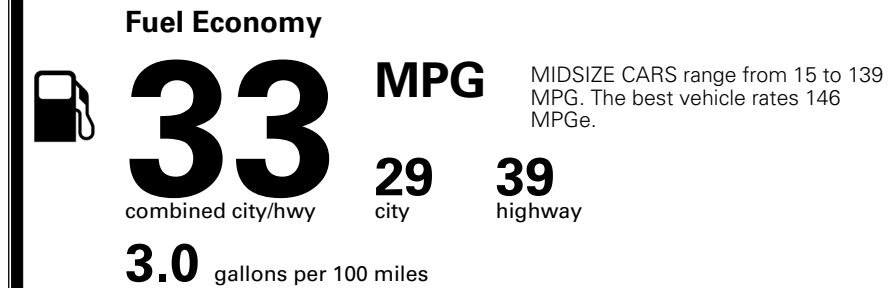 Fuel Economy
33
MPG
MIDSIZE CARS range from 15 to 139
MPG. The best vehicle rates 146
MPGe.
29
39
combined city/hwy
city
highway
3.0 gallons per 100 miles